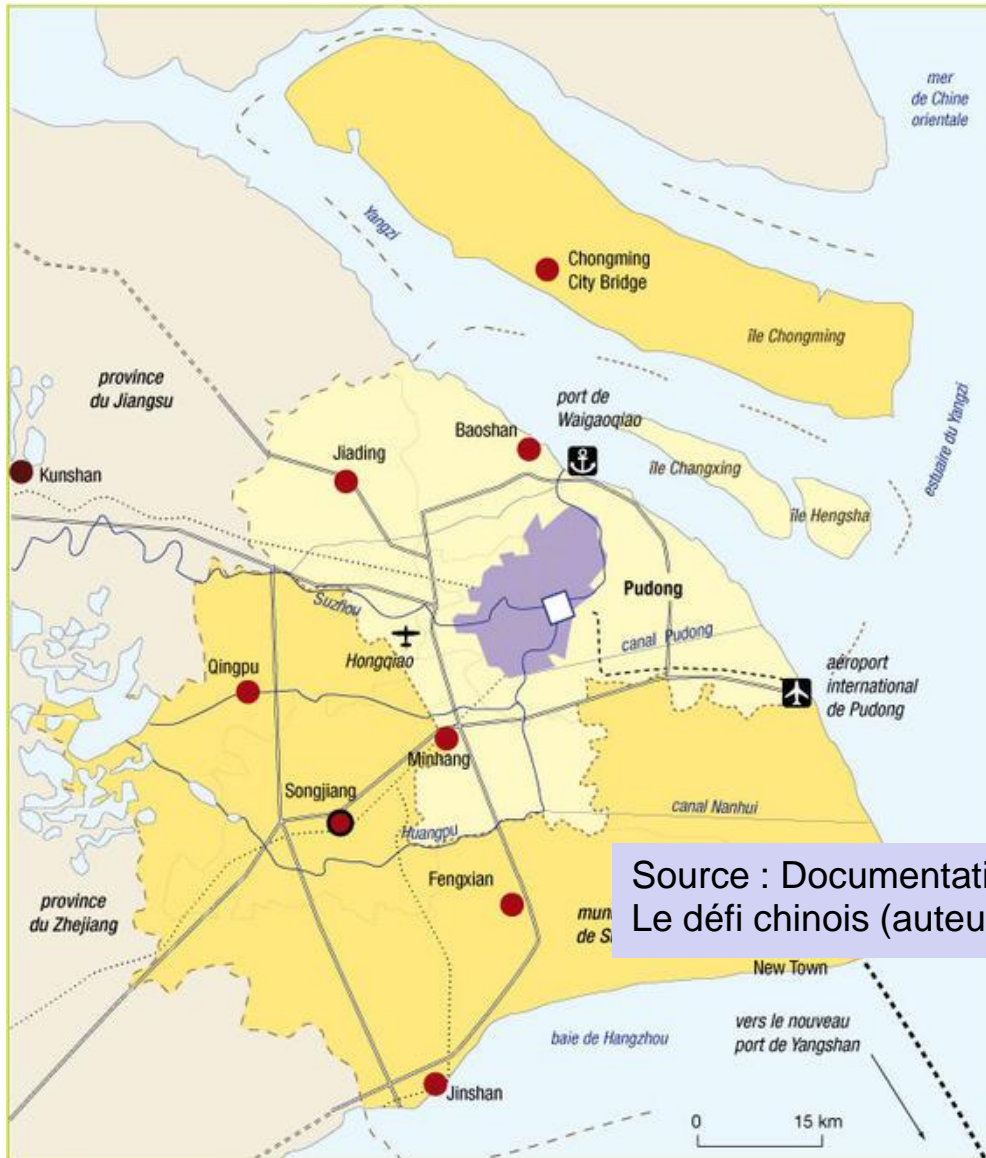 mer
de Chine
orientale
Yangzi
Chongming
City Bridge
île Chongming
province
du Jiangsu
port de
Waigaoqiao
estuaire du Yangzi
Baoshan
Jiading
île Changxing
Kunshan
île Hengsha
Suzhou
Pudong
canal Pudong
Hongqiao
Qingpu
aéroport
international
de Pudong
Minhang
Songjiang
canal Nanhui
Huangpu
Fengxian
province
du Zhejiang
Source :
Le défi chinois
de
New Town
baie de Hangzhou
vers le nouveau
port de Yangshan
Jinshan
0 15 km